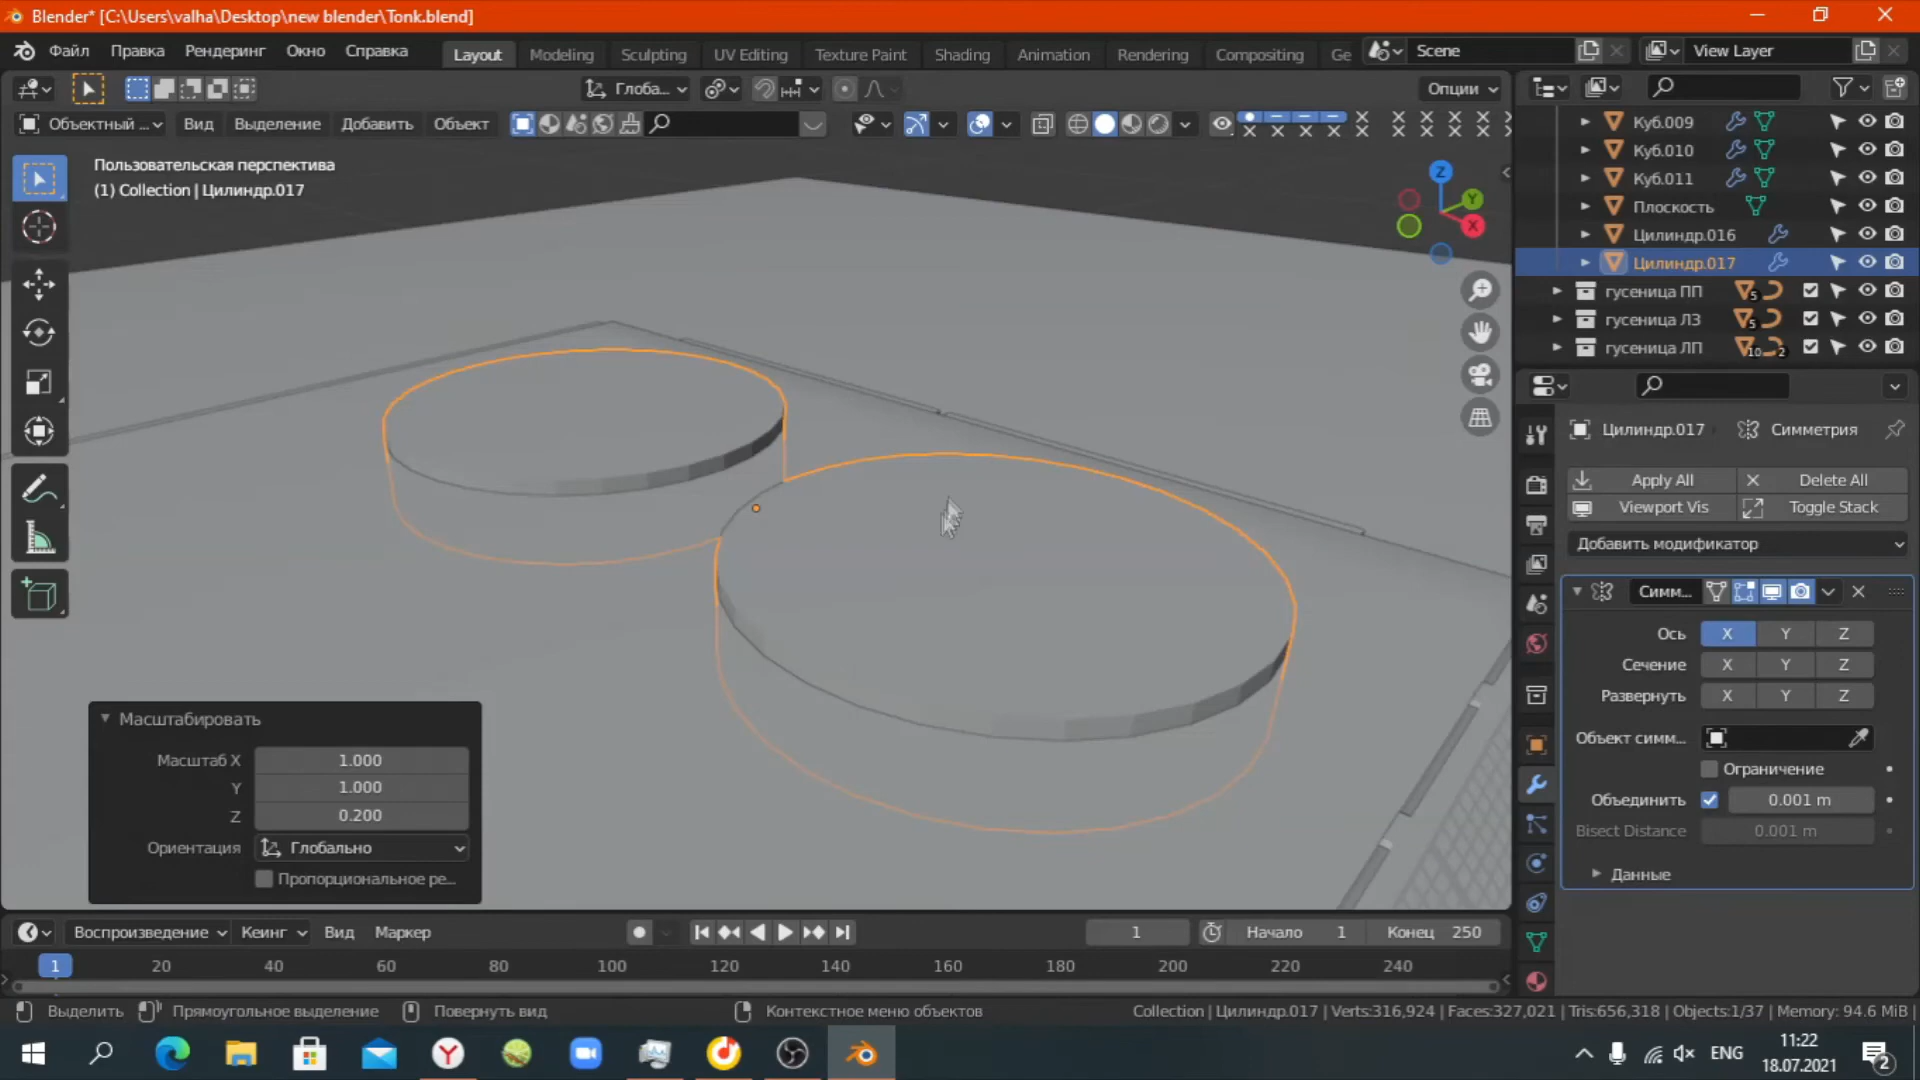 Blender* [C:\Users\valha\Desktop\new blender\Tonk.blend]
Файл Правка Рендеринг Окно Справка Layout Modeling Sculpting UV Editing Texture Paint Shading Animation Rendering Compositing Ge Scene View Layer
Глоба... Опции
Объектный ... Вид Выделение Добавить Объект
Пользовательская перспектива
(1) Collection | Цилиндр.017
Z
Y
X
Куб.009
Куб.010
Куб.011
Плоскость
Цилиндр.016
Цилиндр.017
гусеница ПП 5
гусеница ЛЗ 5
гусеница ЛП 10 2
Цилиндр.017 Симметрия
Apply All Delete All
Viewport Vis Toggle Stack
Добавить модификатор
Симм...
Ось X Y Z
Сечение X Y Z
Развернуть X Y Z
Объект симм...
Ограничение
Объединить 0.001 m
Bisect Distance 0.001 m
Данные
Масштабировать
Масштаб X 1.000
Y 1.000
Z 0.200
Ориентация Глобально
Пропорциональное ре...
Воспроизведение Кеинг Вид Маркер 1 Начало 1 Конец 250
1 20 40 60 80 100 120 140 160 180 200 220 240
Выделить Прямоугольное выделение Повернуть вид Контекстное меню объектов Collection | Цилиндр.017 | Verts:316,924 | Faces:327,021 | Tris:656,318 | Objects:1/37 | Memory: 94.6 MiB |
ENG
11:22
18.07.2021
2